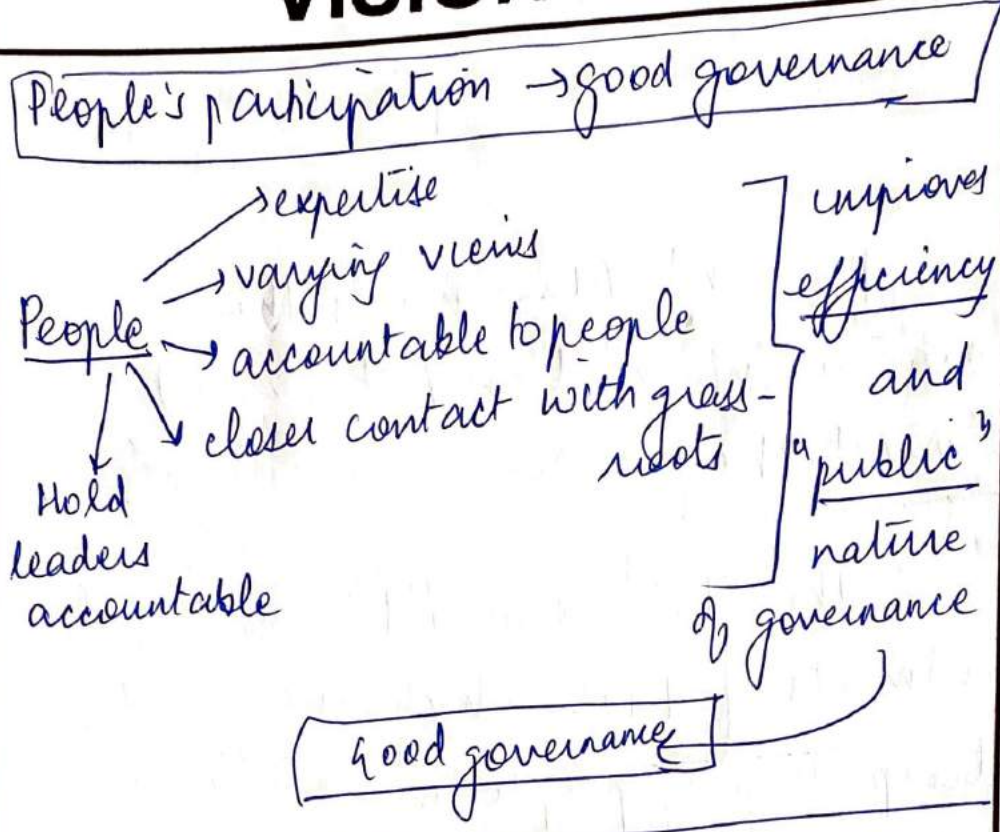 People's participation → good governance
→ expertise
→ varying views
People → accountable to people
closer contact with grass-
roots
Hold
leaders
accountable
improves
efficiency
and
"public"
nature
of governance
Good governance